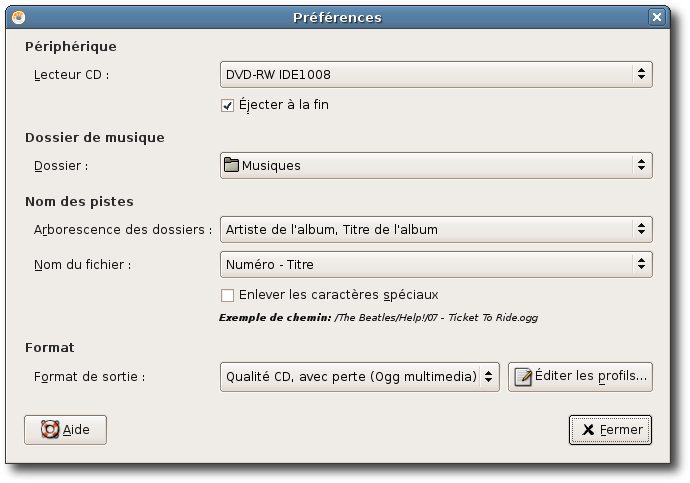 Préférences
Périphérique
Lecteur CD : DVD-RW IDE1008
Éjecter à la fin
Dossier de musique
Dossier : Musiques
Nom des pistes
Arborescence des dossiers : Artiste de l'album, Titre de l'album
Nom du fichier : Numéro - Titre
Enlever les caractères spéciaux
Exemple de chemin: /The Beatles/Help!/07 - Ticket To Ride.ogg
Format
Format de sortie : Qualité CD, avec perte (Ogg multimedia) Éditer les profils...
Aide Fermer